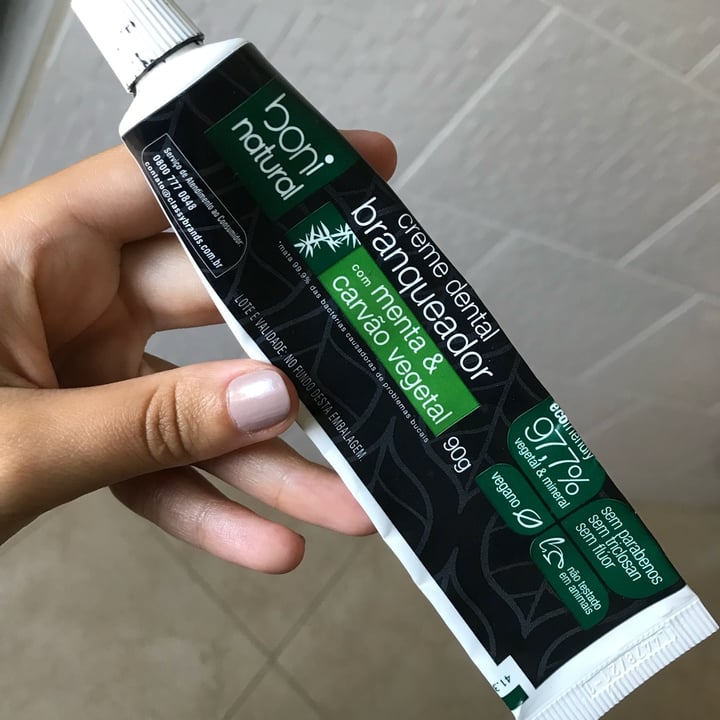 boni
natural
Serviço de Atendimento ao Consumidor
0800 777 0848
contato@classybrands.com.br
creme dental
branqueador
com menta &
carvão vegetal
*mata 99,9% das bactérias causadoras de problemas bucais
90g
LOTE E VALIDADE: NO FUNDO DESTA EMBALAGEM.
ecofriendly
97,7%
vegetal & mineral
vegano
sem parabenos
sem triclosan
sem flúor
não testado
em animais